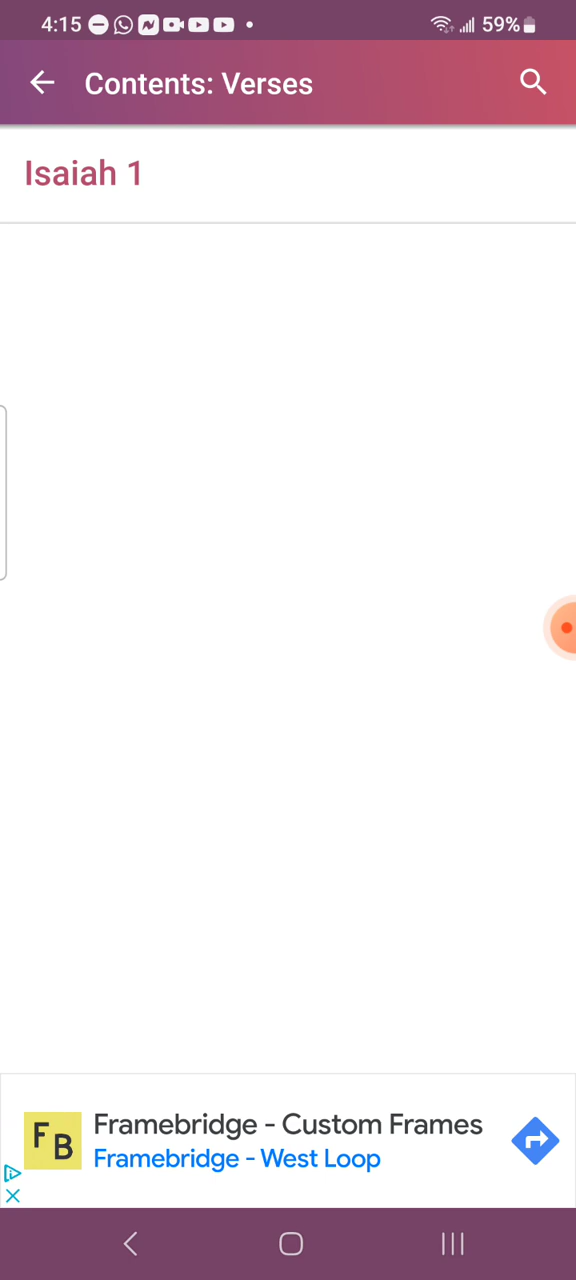 4:15 59%
Contents: Verses
Isaiah 1
FB
Framebridge - Custom Frames
Framebridge - West Loop